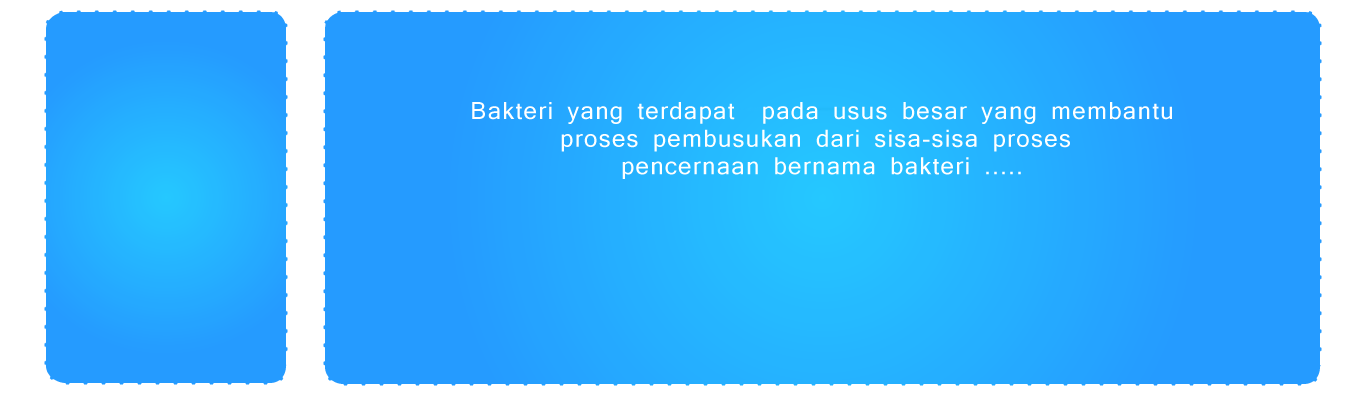 Bakteri yang terdapat pada usus besar yang membantu
proses pembusukan dari sisa-sisa proses
pencernaan bernama bakteri .....